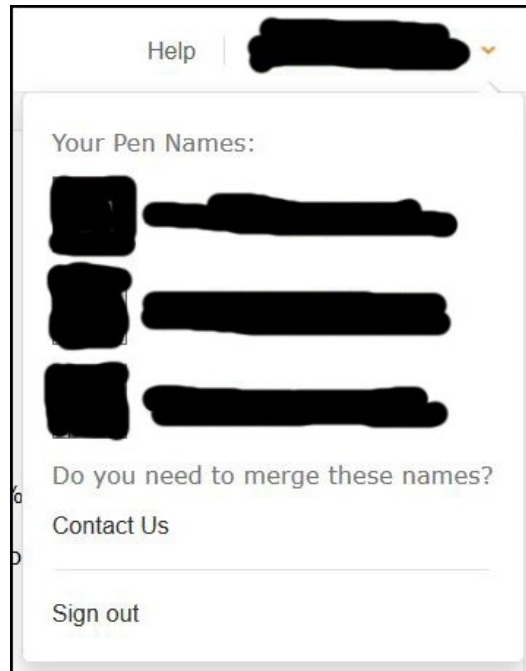 Help
Your Pen Names:
Do you need to merge these names?
Contact Us
Sign out